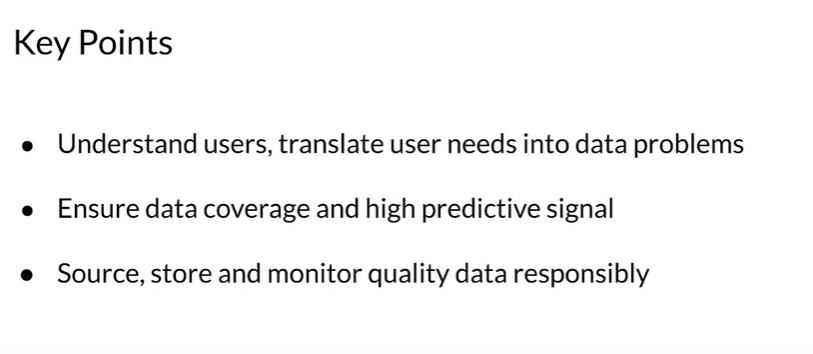 Key Points
● Understand users, translate user needs into data problems
● Ensure data coverage and high predictive signal
● Source, store and monitor quality data responsibly